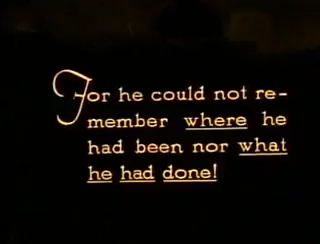 For he could not re-
member where he
had been nor what
he had done!